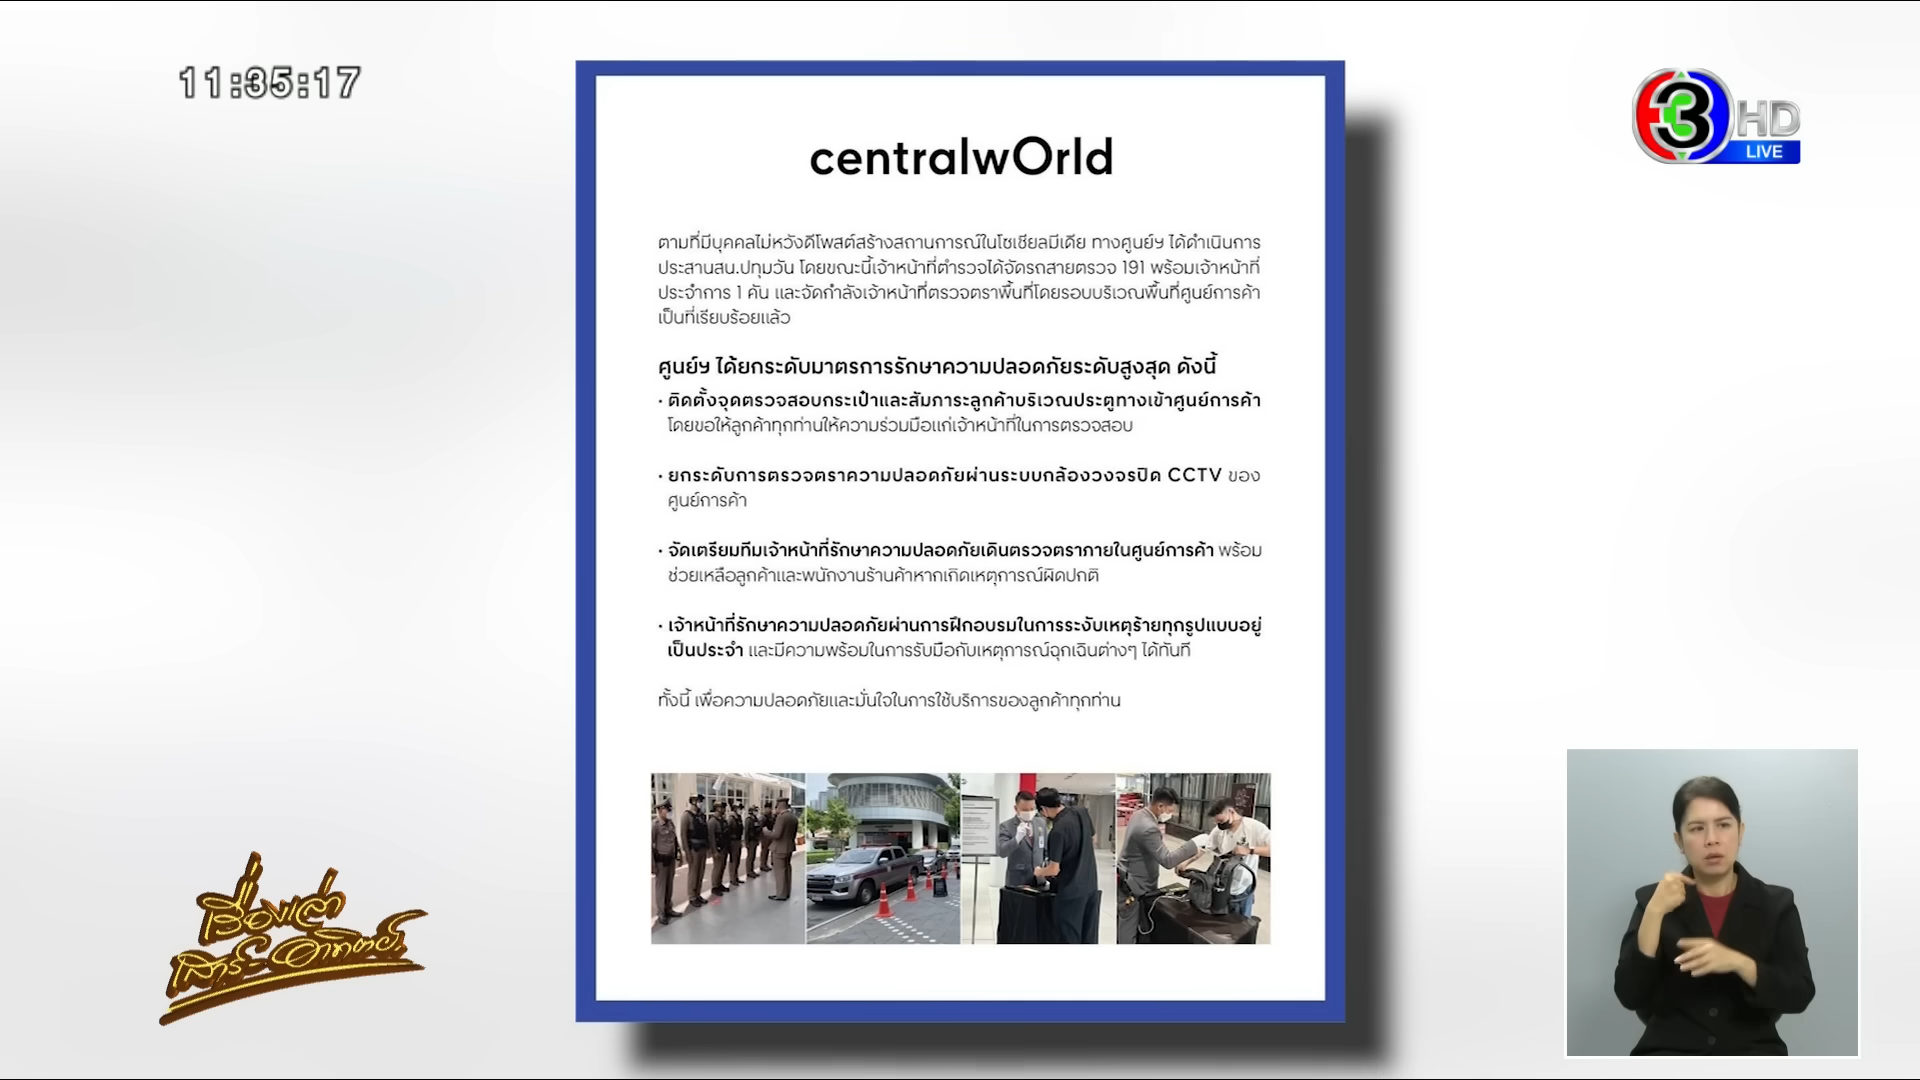 11:35:17
3 HD
LIVE
centralwOrld
ตามที่มีบุคคลไม่หวังดีโพสต์สร้างสถานการณ์ในโซเชียลมีเดีย ทางศูนย์ฯ ได้ดำเนินการ
ประสานสน.ปทุมวัน โดยขณะนี้เจ้าหน้าที่ตำรวจได้จัดรถสายตรวจ 191 พร้อมเจ้าหน้าที่
ประจำการ 1 คัน และจัดกำลังเจ้าหน้าที่ตรวจตราพื้นที่โดยรอบบริเวณพื้นที่ศูนย์การค้า
เป็นที่เรียบร้อยแล้ว
ศูนย์ฯ ได้ยกระดับมาตรการรักษาความปลอดภัยระดับสูงสุด ดังนี้
• ติดตั้งจุดตรวจสอบกระเป๋าและสัมภาระลูกค้าบริเวณประตูทางเข้าศูนย์การค้า
โดยขอให้ลูกค้าทุกท่านให้ความร่วมมือแก่เจ้าหน้าที่ในการตรวจสอบ
• ยกระดับการตรวจตราความปลอดภัยผ่านระบบกล้องวงจรปิด CCTV ของ
ศูนย์การค้า
• จัดเตรียมทีมเจ้าหน้าที่รักษาความปลอดภัยเดินตรวจตราภายในศูนย์การค้า พร้อม
ช่วยเหลือลูกค้าและพนักงานร้านค้าหากเกิดเหตุการณ์ผิดปกติ
• เจ้าหน้าที่รักษาความปลอดภัยผ่านการฝึกอบรมในการระงับเหตุร้ายทุกรูปแบบอยู่
เป็นประจำ และมีความพร้อมในการรับมือกับเหตุการณ์ฉุกเฉินต่างๆ ได้ทันที
ทั้งนี้ เพื่อความปลอดภัยและมั่นใจในการใช้บริการของลูกค้าทุกท่าน
เรื่องเล่า
เสาร์-อาทิตย์